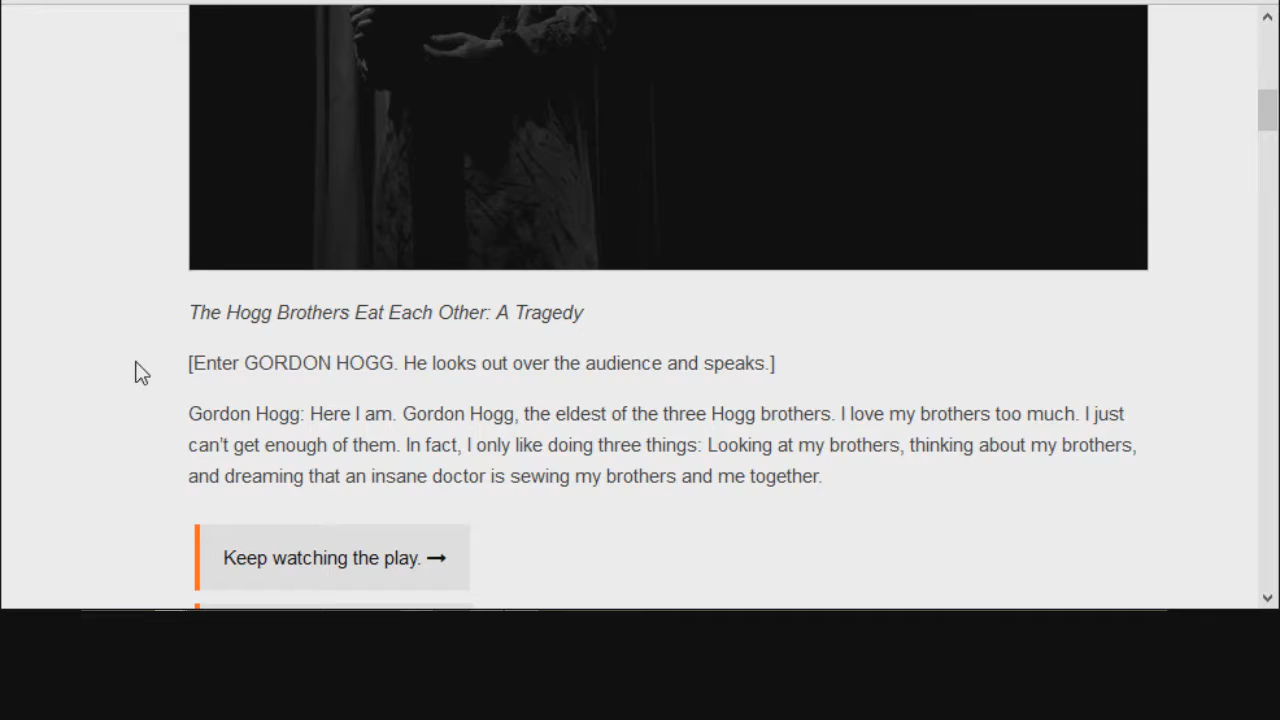 The Hogg Brothers Eat Each Other: A Tragedy
[Enter GORDON HOGG. He looks out over the audience and speaks.]
Gordon Hogg: Here I am. Gordon Hogg, the eldest of the three Hogg brothers. I love my brothers too much. I just
can’t get enough of them. In fact, I only like doing three things: Looking at my brothers, thinking about my brothers,
and dreaming that an insane doctor is sewing my brothers and me together.
Keep watching the play. →